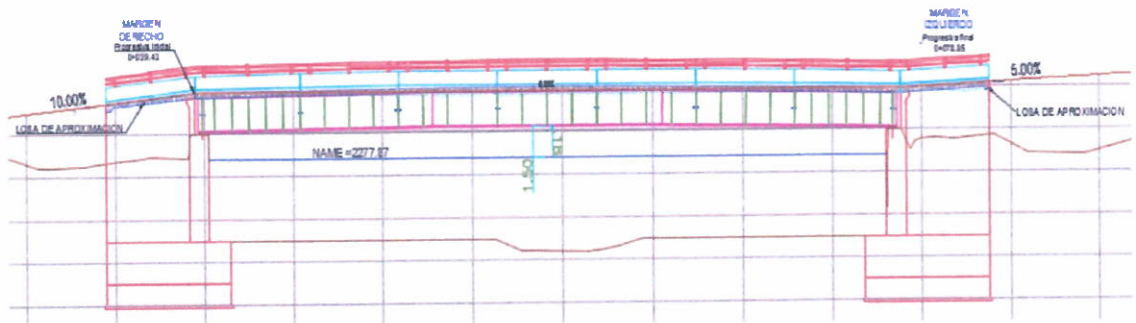 MARGEN
DERECHO
Progresiva Inicial
MARGEN
IZQUIERDO
Progresiva final
10.00%
5.00%
LOSA DE APROXIMACION
LOSA DE APROXIMACION
NAME =2277.87
1.50